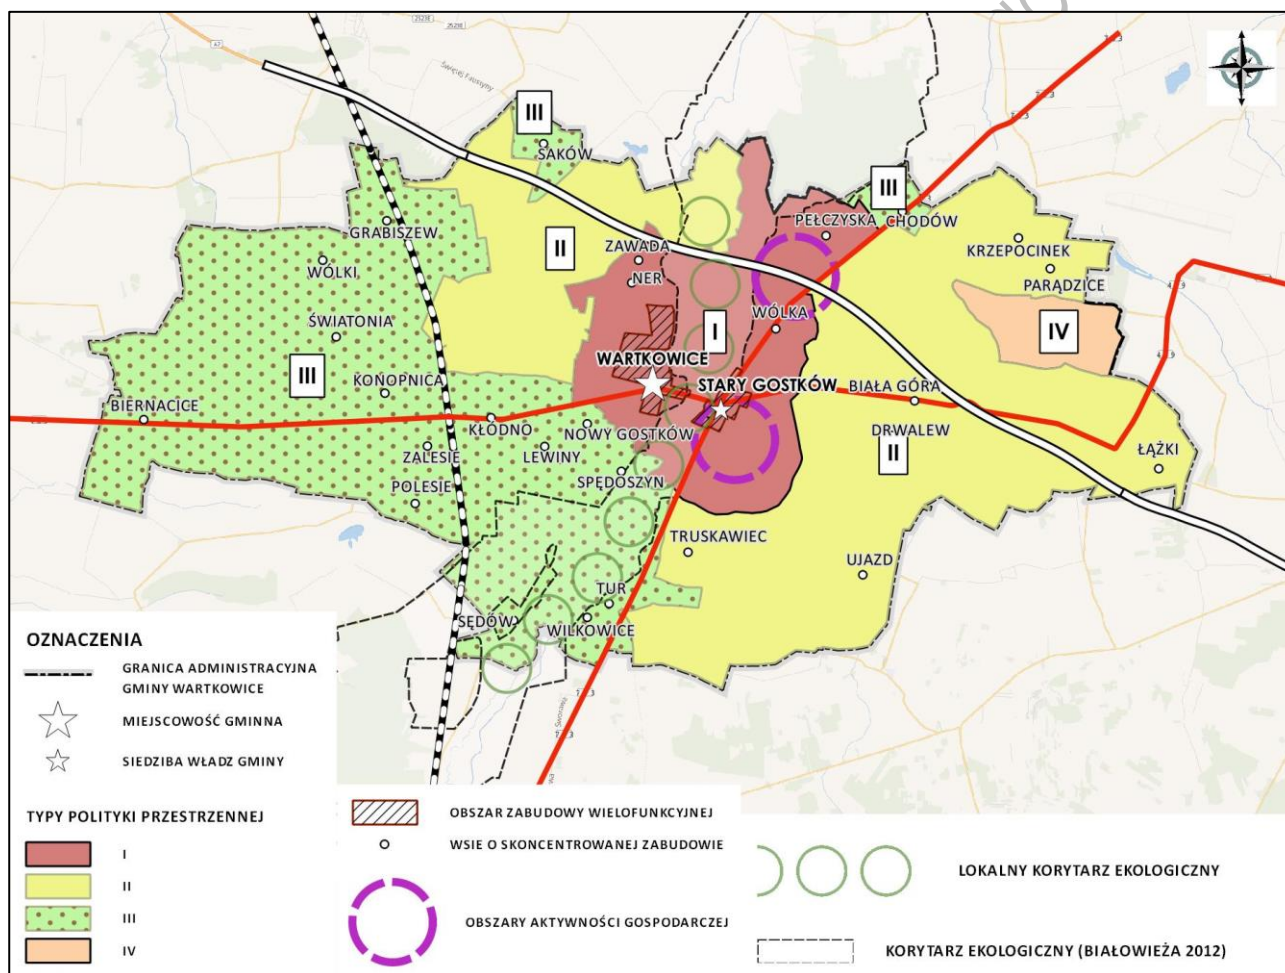 III
SAKÓW
III
PEŁCZYSKA
CHODÓW
GRABISZEW
II
ZAWADA
KRZEPOCINEK
WÓLKI
NER
PARĄDZICE
ŚWIATONIA
I
WÓLKA
IV
WARTKOWICE
III
KONOPNICA
STARY GOSTKÓW
BIAŁA GÓRA
BIERNACICE
KŁÓDNO
NOWY GOSTKÓW
DRWALEW
ZALESIE
LEWINY
II
ŁĄŻKI
POLESIE
SPĘDOSZYN
TRUSKAWIEC
UJAZD
TUR
SĘDÓW
WILKOWICE
OZNACZENIA
GRANICA ADMINISTRACYJNA
GMINY WARTKOWICE
MIEJSCOWOŚĆ GMINNA
SIEDZIBA WŁADZ GMINY
TYPY POLITYKI PRZESTRZENNEJ
I
II
III
IV
OBSZAR ZABUDOWY WIELOFUNKCYJNEJ
WSIE O SKONCENTROWANEJ ZABUDOWIE
OBSZARY AKTYWNOŚCI GOSPODARCZEJ
LOKALNY KORYTARZ EKOLOGICZNY
KORYTARZ EKOLOGICZNY (BIAŁOWIEŻA 2012)